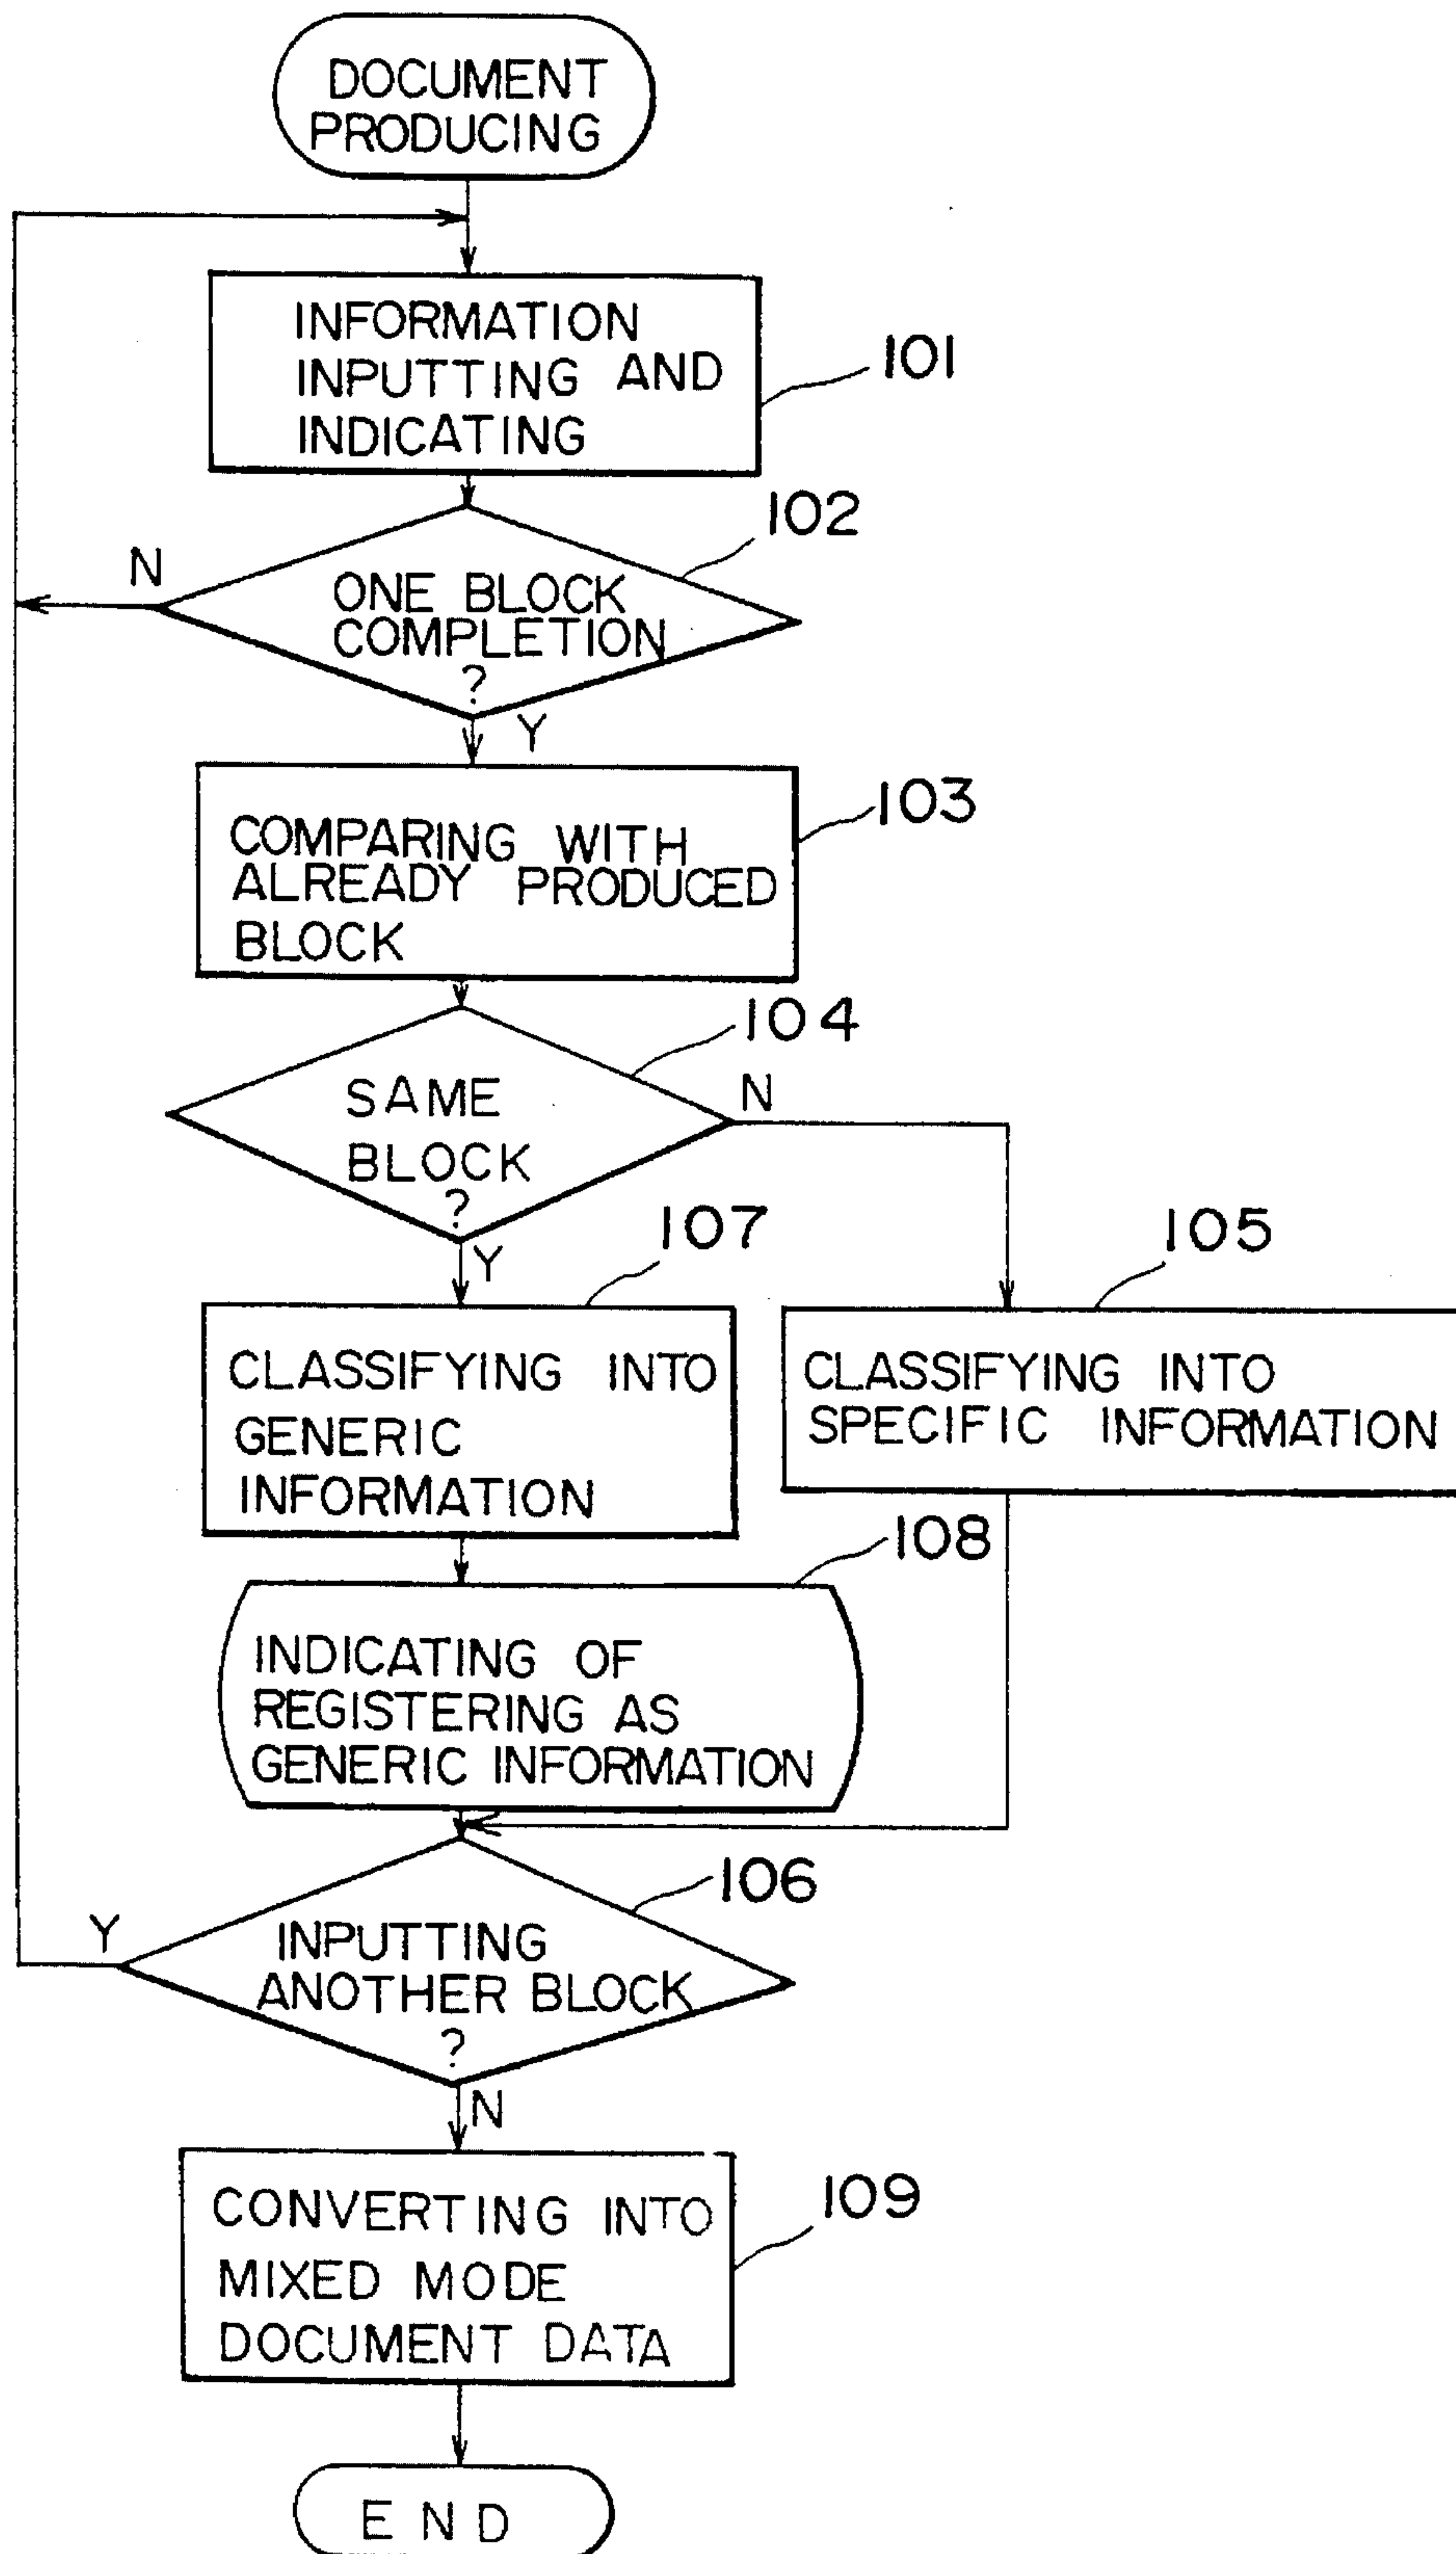 DOCUMENT
PRODUCING
INFORMATION
INPUTTING AND
INDICATING
101
102
N
ONE BLOCK
COMPLETION
?
Y
103
COMPARING WITH
ALREADY PRODUCED
BLOCK
104
N
SAME
BLOCK
?
Y
107
105
CLASSIFYING INTO
GENERIC
INFORMATION
CLASSIFYING INTO
SPECIFIC INFORMATION
108
INDICATING OF
REGISTERING AS
GENERIC INFORMATION
106
Y
INPUTTING
ANOTHER BLOCK
?
N
109
CONVERTING INTO
MIXED MODE
DOCUMENT DATA
END